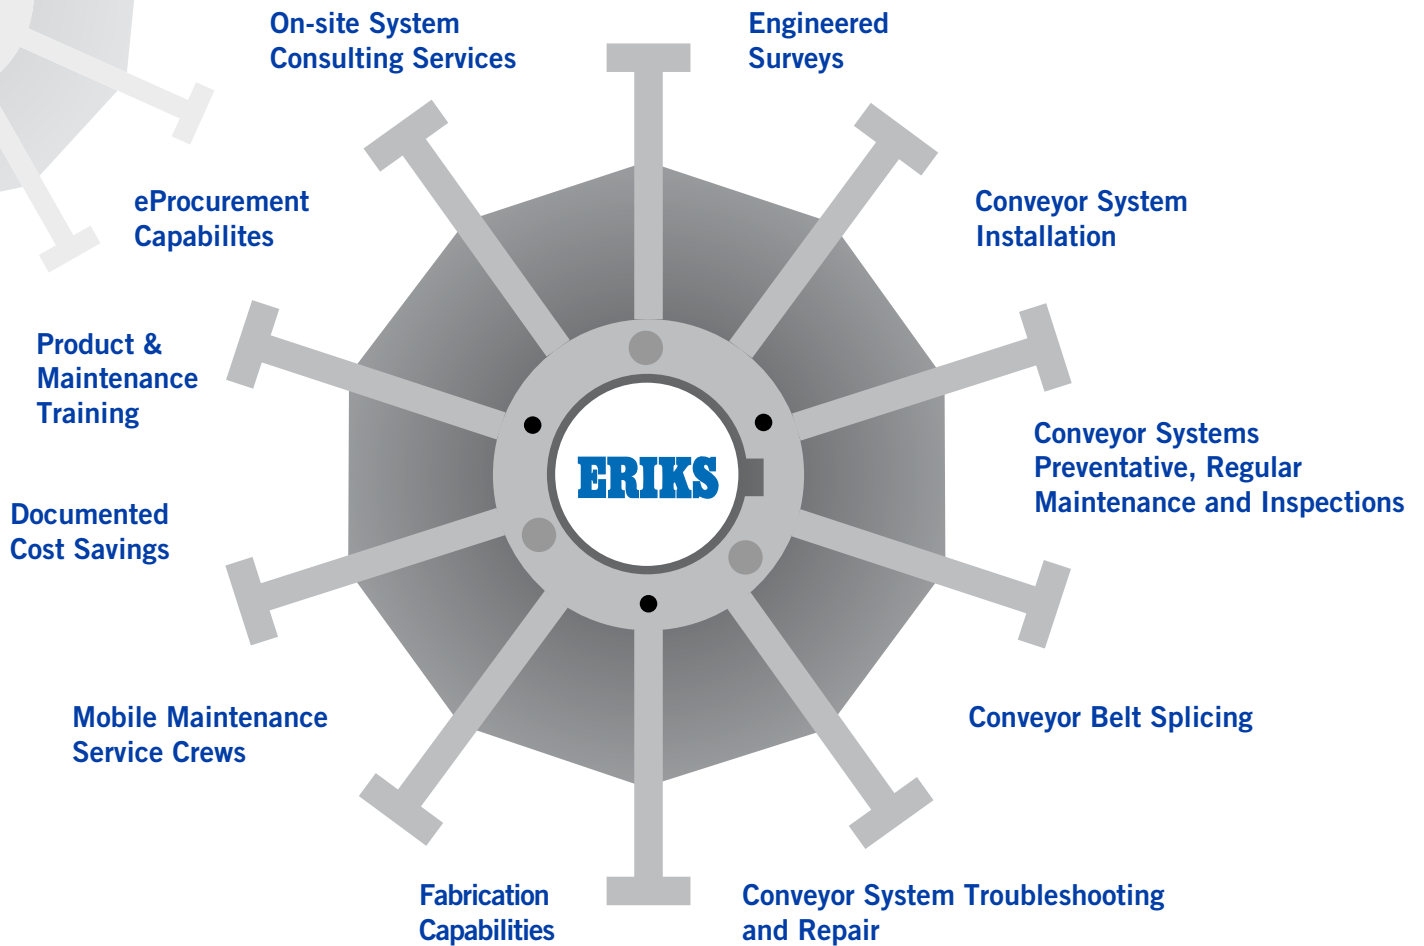 On-site System
Consulting Services
Engineered
Surveys
eProcurement
Capabilites
Conveyor System
Installation
Product &
Maintenance
Training
Conveyor Systems
Preventative, Regular
Maintenance and Inspections
ERIKS
Documented
Cost Savings
Mobile Maintenance
Service Crews
Conveyor Belt Splicing
Fabrication
Capabilities
Conveyor System Troubleshooting
and Repair